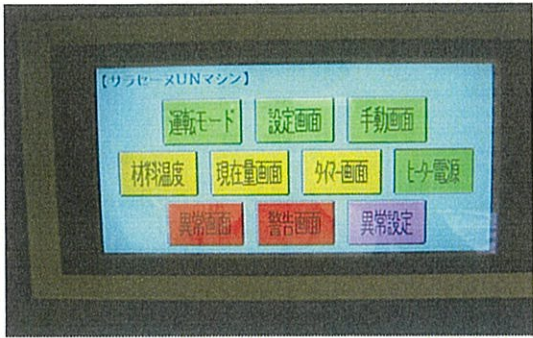 【サラセーヌUNマシン】
運転モード 設定画面 手動画面
材料温度 現在量画面 タイマー画面 ヒーター電源
異常画面 警告画面 異常設定